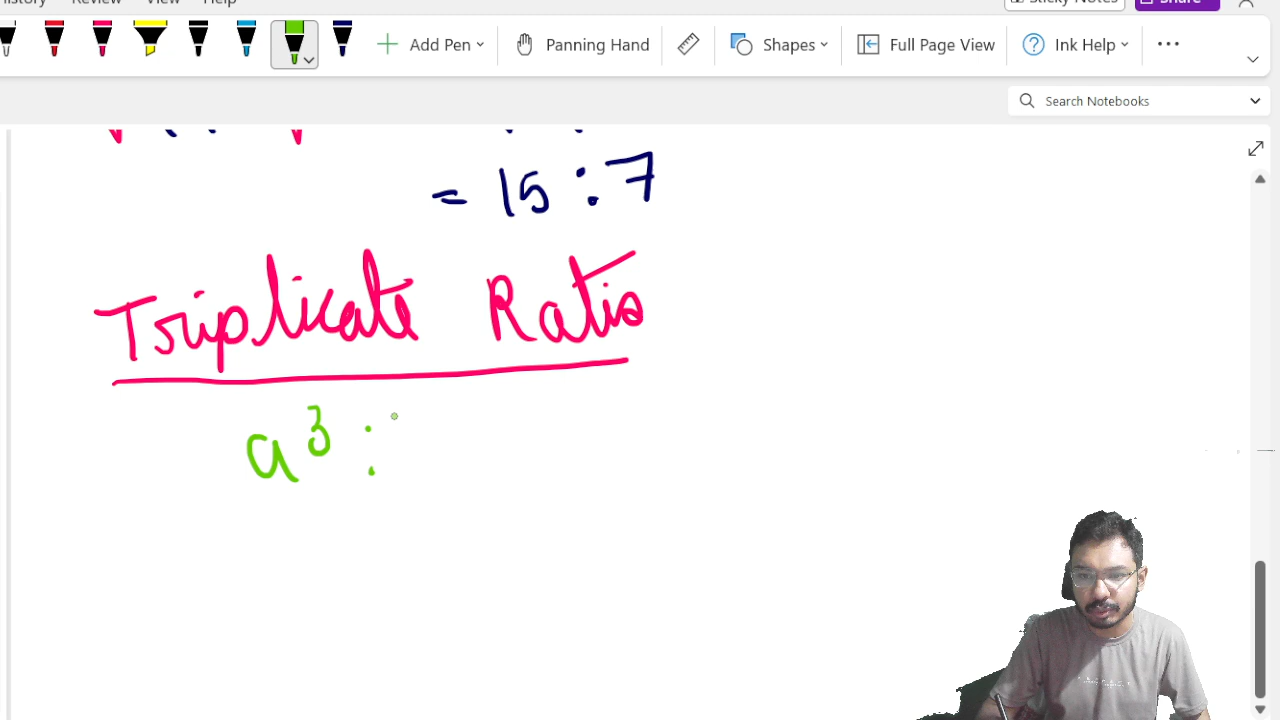 History Review View Help Sticky Notes Share
Add Pen Panning Hand Shapes Full Page View Ink Help
Search Notebooks
= 15 : 7
Triplicate Ratio
a³ :